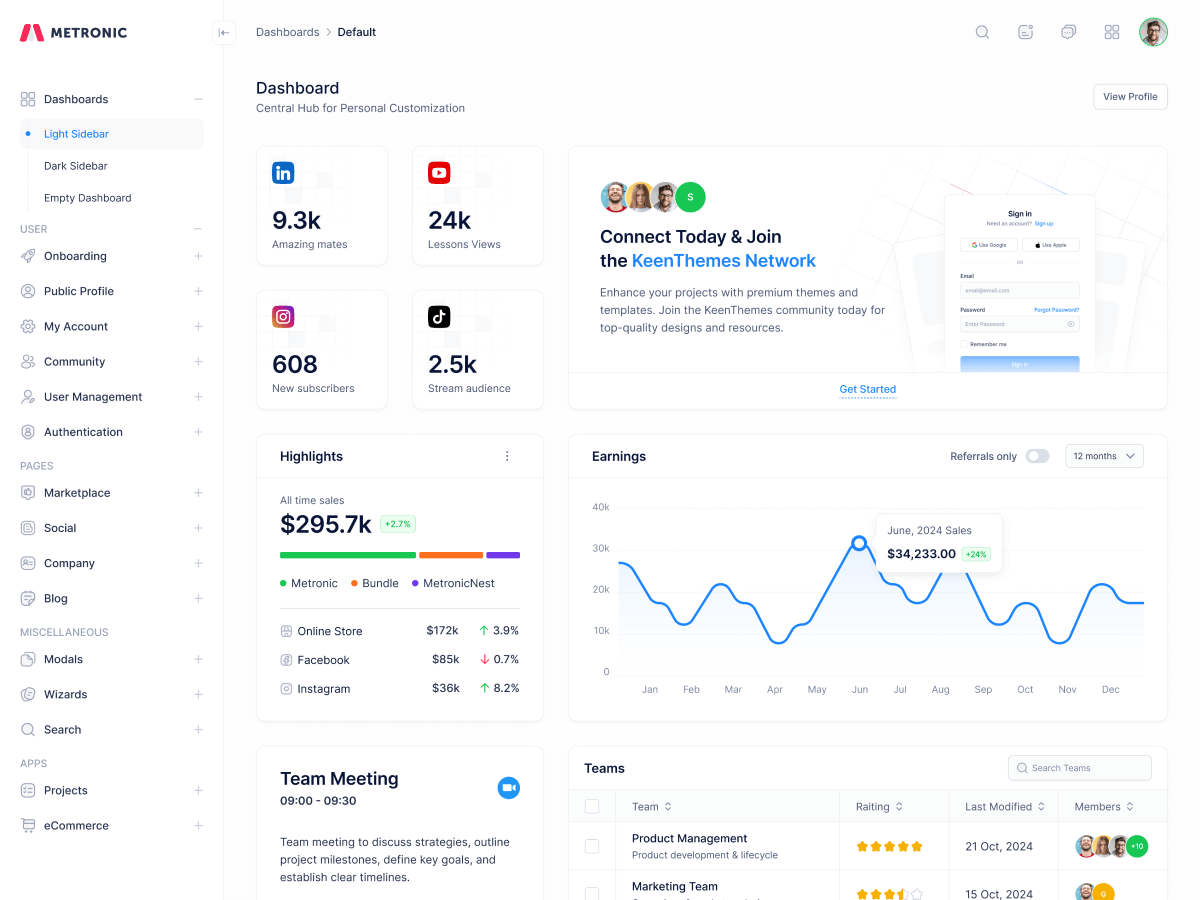 METRONIC
Dashboards
Light Sidebar
Dark Sidebar
Empty Dashboard
USER
Onboarding
Public Profile
My Account
Community
User Management
Authentication
PAGES
Marketplace
Social
Company
Blog
MISCELLANEOUS
Modals
Wizards
Search
APPS
Projects
eCommerce
Dashboards > Default
Dashboard
Central Hub for Personal Customization
View Profile
9.3k
Amazing mates
24k
Lessons Views
608
New subscribers
2.5k
Stream audience
S
Connect Today & Join
the KeenThemes Network
Enhance your projects with premium themes and
templates. Join the KeenThemes community today for
top-quality designs and resources.
Sign in
Need an account? Sign up
Use Google
Use Apple
OR
Email
email@email.com
Password Forgot Password?
Enter Password
Remember me
Sign in
Get Started
Highlights
All time sales
$295.7k +2.7%
Metronic Bundle MetronicNest
Online Store $172k 3.9%
Facebook $85k 0.7%
Instagram $36k 8.2%
Earnings
Referrals only
12 months
40k
30k
20k
10k
0
June, 2024 Sales
$34,233.00 +24%
Jan Feb Mar Apr May Jun Jul Aug Sep Oct Nov Dec
Team Meeting
09:00 - 09:30
Team meeting to discuss strategies, outline
project milestones, define key goals, and
establish clear timelines.
Teams
Search Teams
Team Raiting Last Modified Members
Product Management
Product development & lifecycle
21 Oct, 2024
+10
Marketing Team
15 Oct, 2024
G